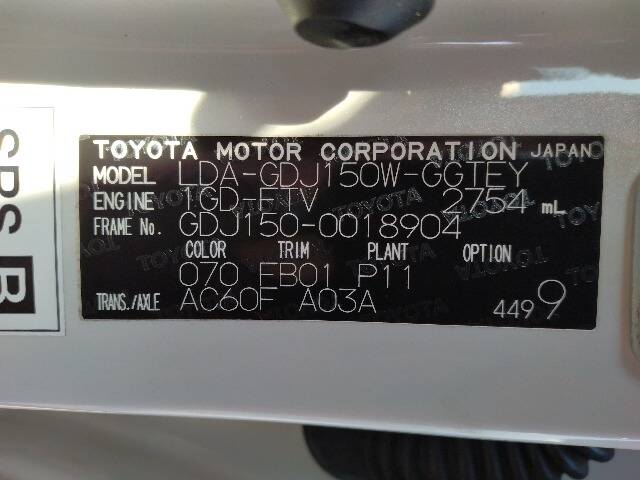 TOYOTA MOTOR CORPORATION JAPAN
MODEL LDA-GDJ150W-GGTEY
ENGINE 1GD-FTV 2754 mL
FRAME No. GDJ150-0018904
COLOR TRIM PLANT OPTION
070 FB01 P11
TRANS./AXLE AC60F A03A
4499
SRS B